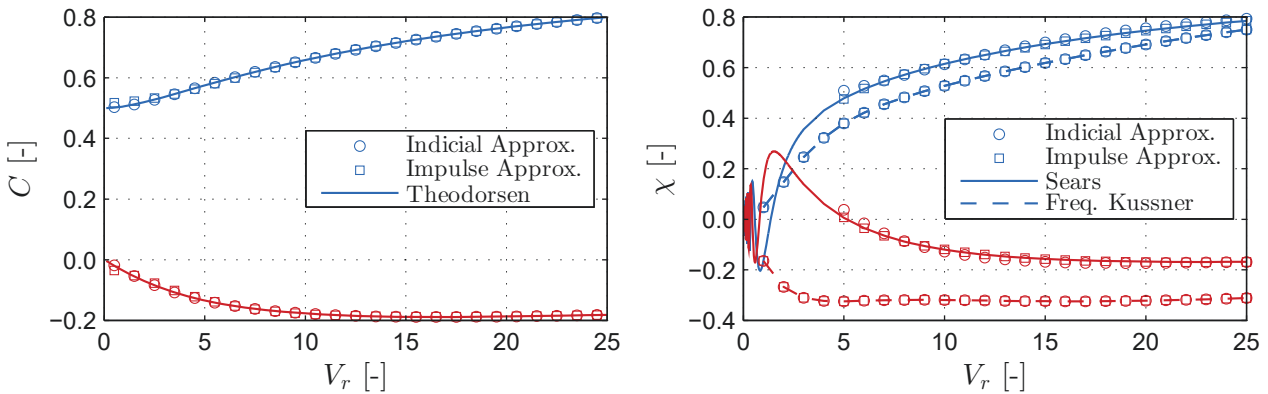 0.8
0.6
0.4
0.2
0.0
−0.2
0
5
10
15
20
25
C [-]
V_r [-]
Indicial Approx.
Impulse Approx.
Theodorsen
0.8
0.6
0.4
0.2
0.0
−0.2
−0.4
0
5
10
15
20
25
χ [-]
V_r [-]
Indicial Approx.
Impulse Approx.
Sears
Freq. Kussner